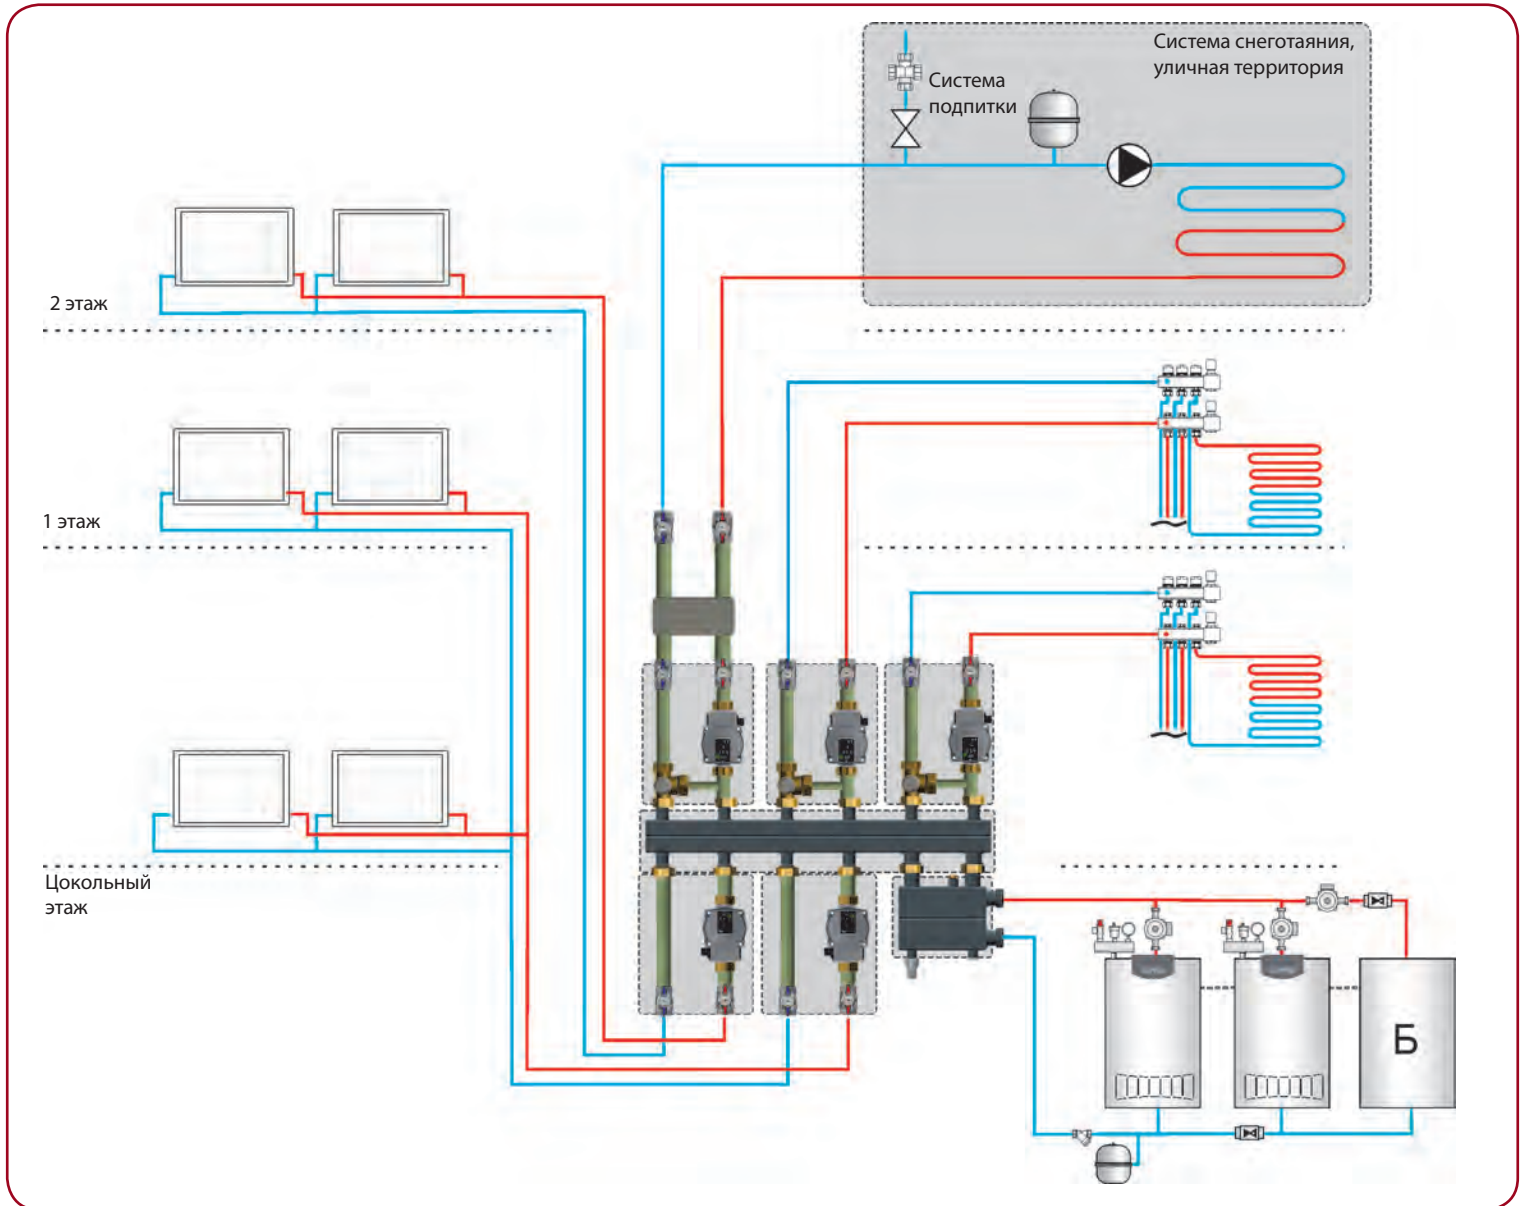 Система снеготаяния,
уличная территория
Система
подпитки
2 этаж
1 этаж
Цокольный
этаж
Б